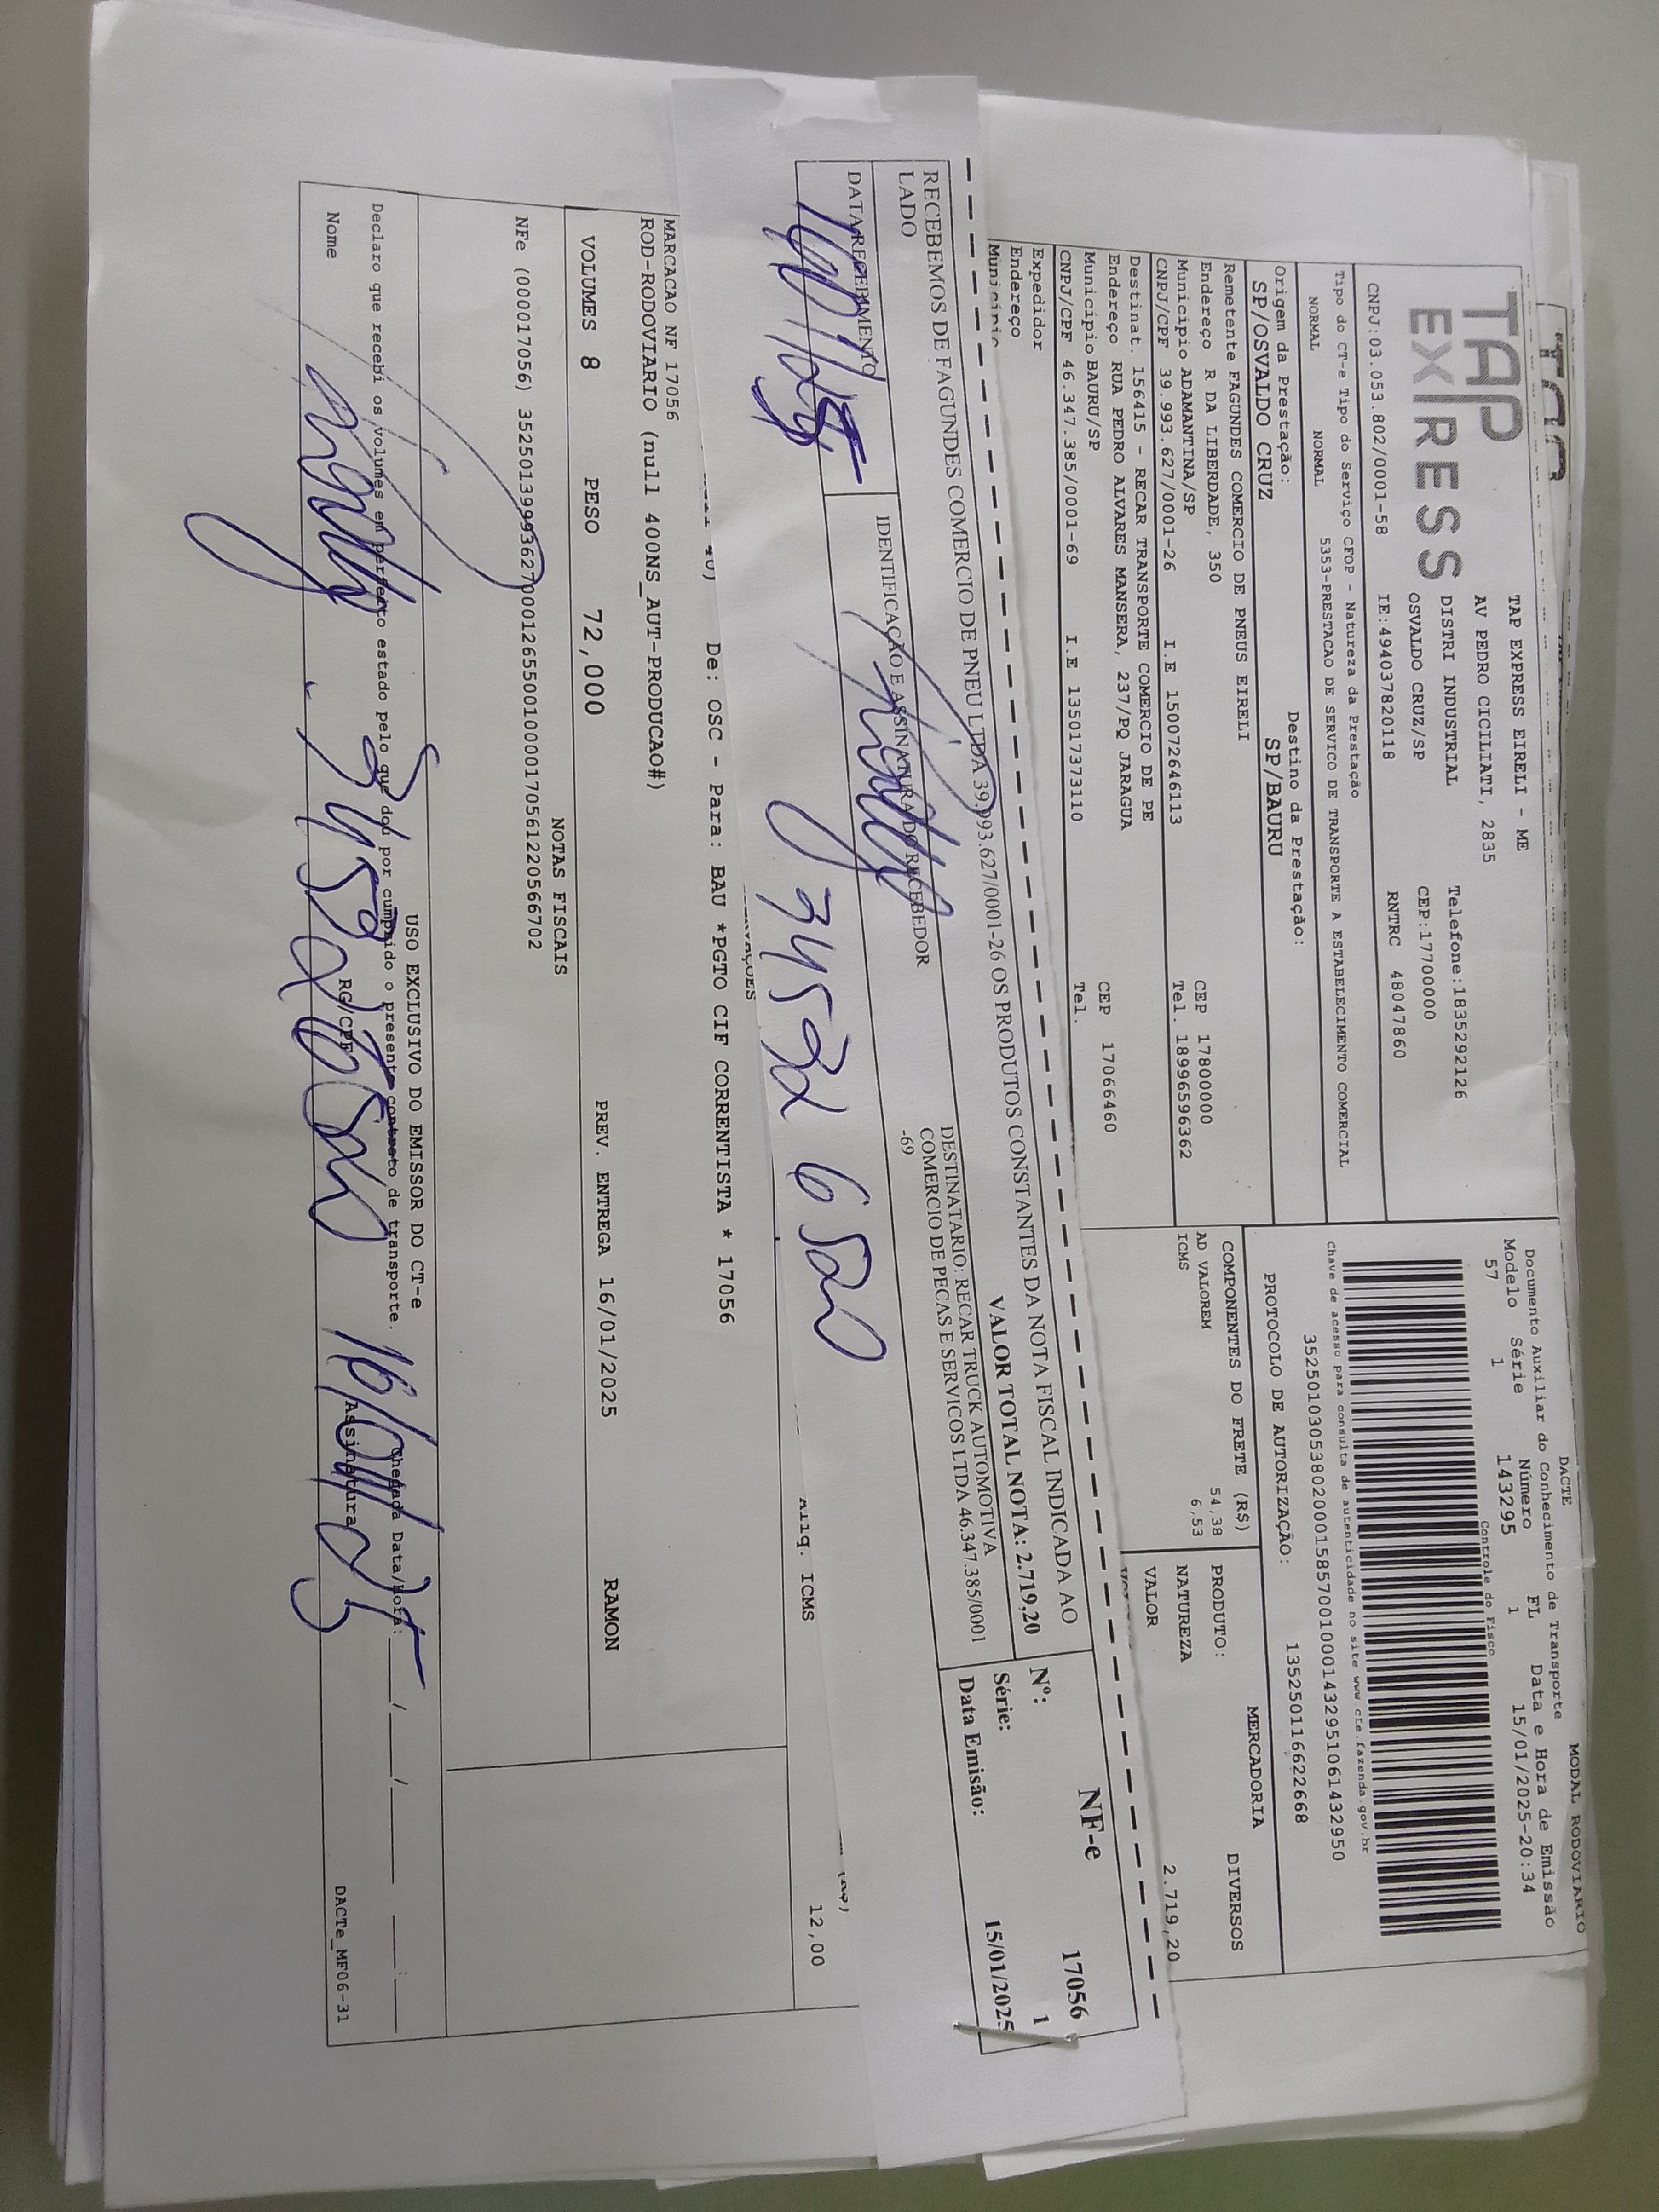 TAP
EXPRESS
TAP EXPRESS EIRELI - ME
AV PEDRO CICILIATI, 2835
DISTRI INDUSTRIAL
OSVALDO CRUZ/SP
Telefone:1835292126
CEP:17700000
CNPJ:03.053.802/0001-58 IE:494037820118 RNTRC 48047860
Tipo do CT-e Tipo do Serviço CFOP - Natureza da Prestação
NORMAL NORMAL 5353-PRESTACAO DE SERVICO DE TRANSPORTE A ESTABELECIMENTO COMERCIAL
Origem da Prestação: Destino da Prestação:
SP/OSVALDO CRUZ SP/BAURU
Remetente FAGUNDES COMERCIO DE PNEUS EIRELI
Endereço R DA LIBERDADE, 350 CEP 17800000
Municipio ADAMANTINA/SP Tel. 18996596362
CNPJ/CPF 39.993.627/0001-26 I.E 150072646113
Destinat. 156415 - RECAR TRANSPORTE COMERCIO DE PE
Endereço RUA PEDRO ALVARES MANSERA, 237/PQ JARAGUA CEP 17066460
Municipio BAURU/SP Tel.
CNPJ/CPF 46.347.385/0001-69 I.E 135017373110
Expedidor
Endereço
Municipio
DACTE MODAL RODOVIARIO
Documento Auxiliar do Conhecimento de Transporte
Modelo Série Número FL Data e Hora de Emissão
57 1 143295 1 15/01/2025-20:34
Controle do Fisco
Chave de acesso para consulta de autenticidade no site www.cte.fazenda.gov.br
35250103053802000158570010001432951061432950
PROTOCOLO DE AUTORIZAÇÃO: 135250116622668
COMPONENTES DO FRETE (R$)
AD VALOREM 54,38
ICMS 6,53
MERCADORIA
PRODUTO: DIVERSOS
NATUREZA
VALOR 2.719,20
RECEBEMOS DE FAGUNDES COMERCIO DE PNEU LTDA 39.993.627/0001-26 OS PRODUTOS CONSTANTES DA NOTA FISCAL INDICADA AO
LADO
VALOR TOTAL NOTA: 2.719,20
DESTINATARIO: RECAR TRUCK AUTOMOTIVA
COMERCIO DE PECAS E SERVICOS LTDA 46.347.385/0001
-69
DATA RECEBIMENTO
IDENTIFICAÇÃO E ASSINATURA DO RECEBEDOR
NF-e
Nº: 17056
Série: 1
Data Emissão: 15/01/2025
Aliq. ICMS
12,00
De: OSC - Para: BAU *PGTO CIF CORRENTISTA * 17056
MARCACAO NF 17056
ROD-RODOVIARIO (null 400NS_AUT-PRODUCAO#)
VOLUMES 8 PESO 72,000 PREV. ENTREGA 16/01/2025 RAMON
NOTAS FISCAIS
NFe (000017056) 35250139993627000126550010000170561220566702
USO EXCLUSIVO DO EMISSOR DO CT-e
Declaro que recebi os volumes em perfeito estado pelo que dou por cumprido o presente contrato de transporte.
Chegada Data/Hora: __/__/__ __:__
Nome RG/CPF Assinatura
16/01/25
DACTe_MF06-31